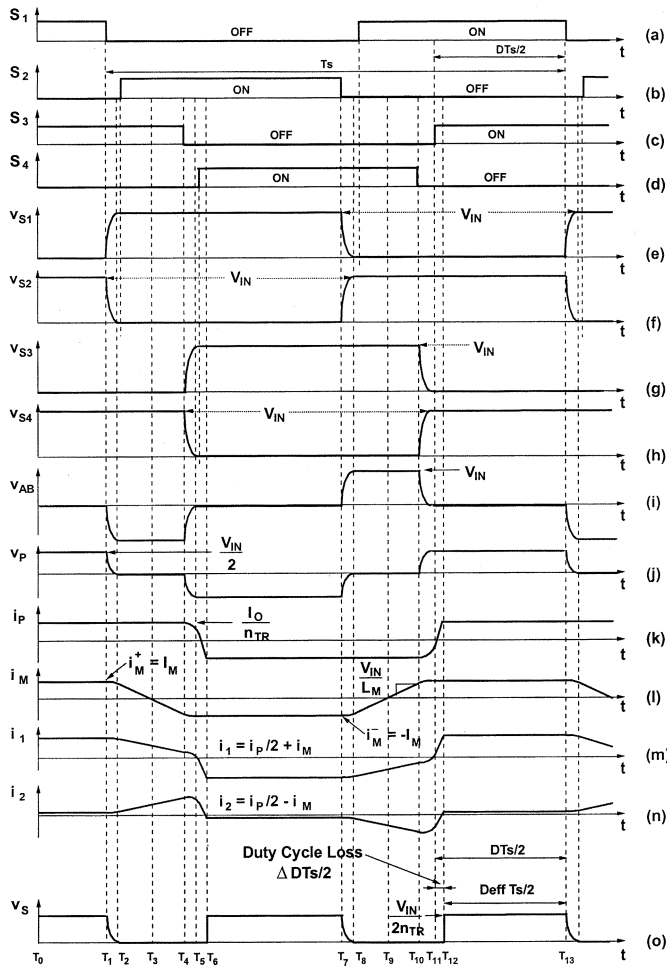 S1
OFF
ON
t
(a)
Ts
DTs/2
S2
ON
OFF
t
(b)
S3
OFF
ON
t
(c)
S4
ON
OFF
t
(d)
vS1
VIN
t
(e)
vS2
VIN
t
(f)
vS3
VIN
t
(g)
vS4
VIN
t
(h)
vAB
VIN
t
(i)
vP
VIN
2
t
(j)
iP
IO
nTR
t
(k)
iM
i+M = IM
VIN
LM
i-M = -IM
t
(l)
i1
i1 = iP/2 + iM
t
(m)
i2
i2 = iP/2 - iM
t
(n)
Duty Cycle Loss
Δ DTs/2
DTs/2
Deff Ts/2
vS
VIN
2nTR
t
(o)
T0 T1 T2 T3 T4 T5 T6 T7 T8 T9 T10 T11 T12 T13